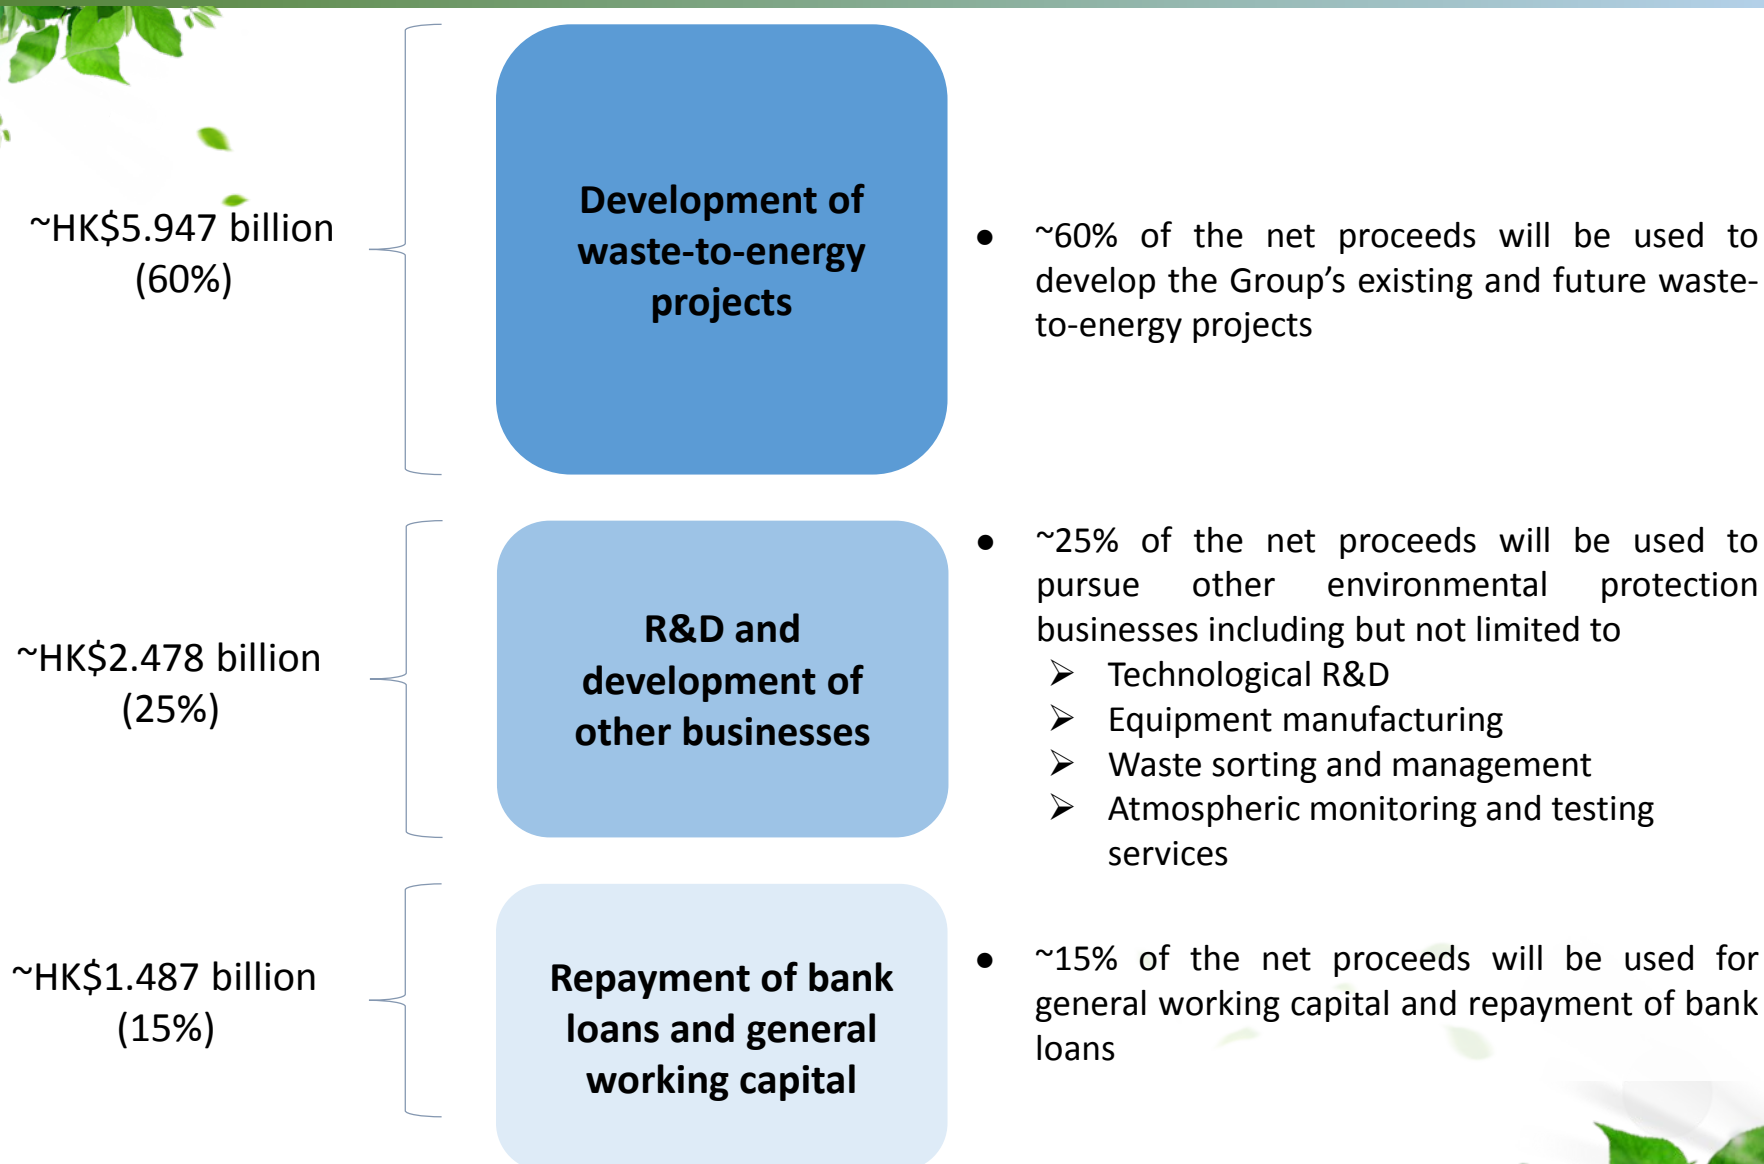 ~HK$5.947 billion
(60%)
Development of
waste-to-energy
projects
● ~60% of the net proceeds will be used to
develop the Group’s existing and future waste-
to-energy projects
~HK$2.478 billion
(25%)
R&D and
development of
other businesses
● ~25% of the net proceeds will be used to
pursue other environmental protection
businesses including but not limited to
➢ Technological R&D
➢ Equipment manufacturing
➢ Waste sorting and management
➢ Atmospheric monitoring and testing
services
~HK$1.487 billion
(15%)
Repayment of bank
loans and general
working capital
● ~15% of the net proceeds will be used for
general working capital and repayment of bank
loans